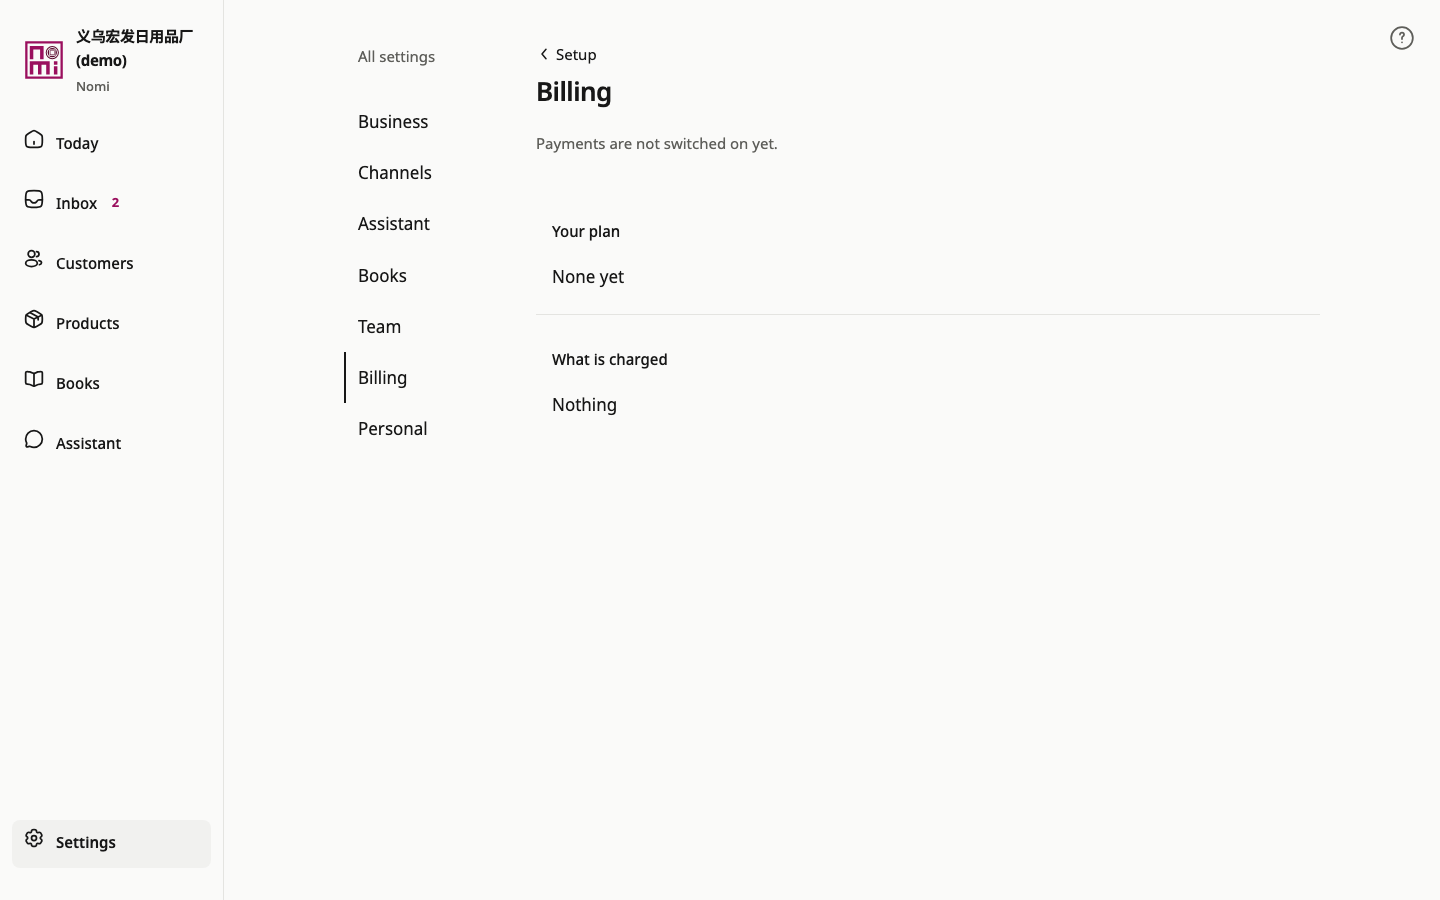 义乌宏发日用品厂
(demo)
Nomi
Today
Inbox 2
Customers
Products
Books
Assistant
Settings
All settings
Business
Channels
Assistant
Books
Team
Billing
Personal
Setup
Billing
Payments are not switched on yet.
Your plan
None yet
What is charged
Nothing